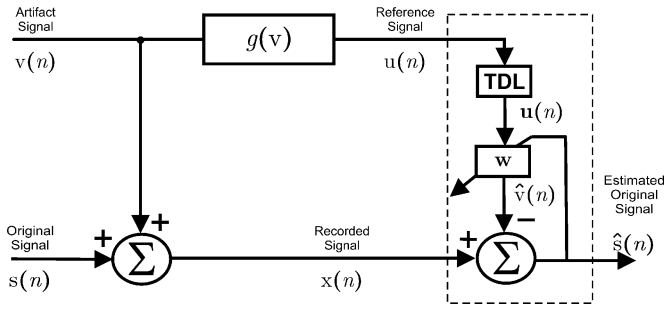 Artifact
Signal
v(n)
g(v)
Reference
Signal
u(n)
TDL
u(n)
w
v̂(n)
−
Estimated
Original
Signal
ŝ(n)
+
Original
Signal
s(n)
+
Σ
Recorded
Signal
x(n)
+
Σ